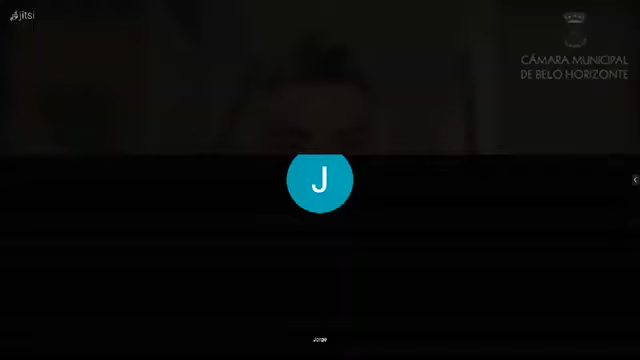 jitsi
CÂMARA MUNICIPAL
DE BELO HORIZONTE
J
Jorge